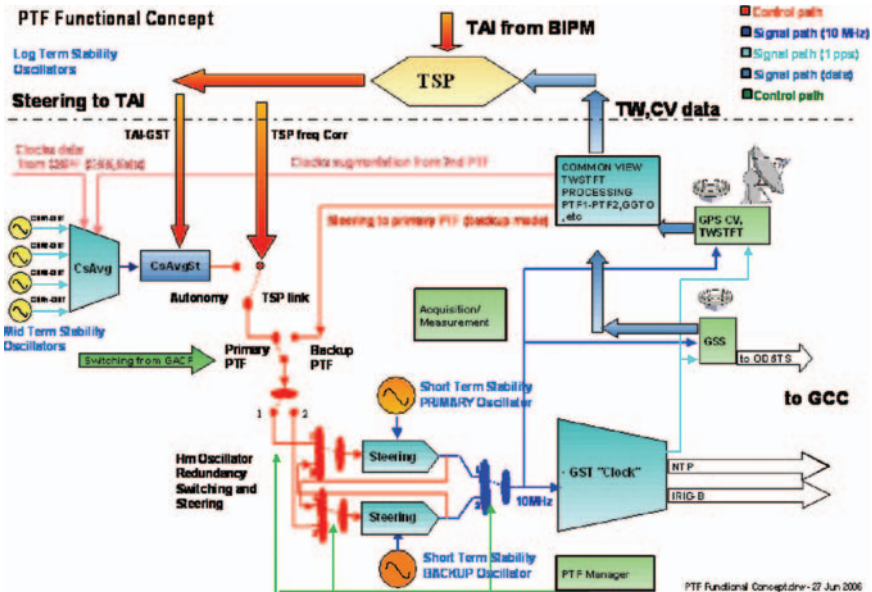 PTF Functional Concept
TAI from BIPM
Control path
Signal path (10 MHz)
Signal path (1 pps)
Signal path (date)
Control path
Log Term Stability
Oscillators
TSP
Steering to TAI
TW,CV data
TAI-GST
TSP freq Corr
Clocks data
Clocks augmentation from 2nd PTF
COMMON VIEW
TWSTFT
PROCESSING
PTF1-PTF2,GGTO
,etc
Steering to primary PTF (backup mode)
GPS CV,
TWSTFT
CsAvg
CsAvgSt
Autonomy
TSP link
Mid Term Stability
Oscillators
Acquisition/
Measurement
GSS
to OD&TS
Switching from GACF
Primary
PTF
Backup
PTF
to GCC
Short Term Stability
PRIMARY Oscillator
1
2
Hm Oscillator
Redundancy
Switching and
Steering
Steering
Steering
10MHz
GST "Clock"
NTP
IRIG-B
Short Term Stability
BACKUP Oscillator
PTF Manager
PTF Functional Concept.drw - 27 Jun 2006